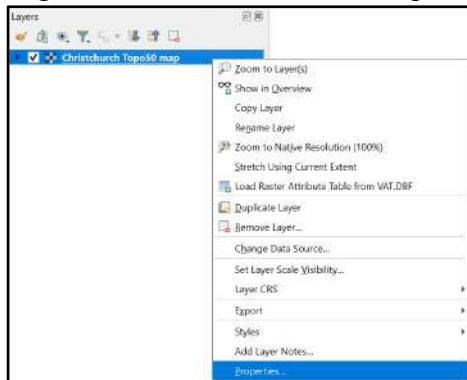 Layers
Christchurch Topo50 map
Zoom to Layer(s)
Show in Overview
Copy Layer
Rename Layer
Zoom to Native Resolution (100%)
Stretch Using Current Extent
Load Raster Attribute Table from VAT.DBF
Duplicate Layer
Remove Layer...
Change Data Source...
Set Layer Scale Visibility...
Layer CRS
Export
Styles
Add Layer Notes...
Properties...